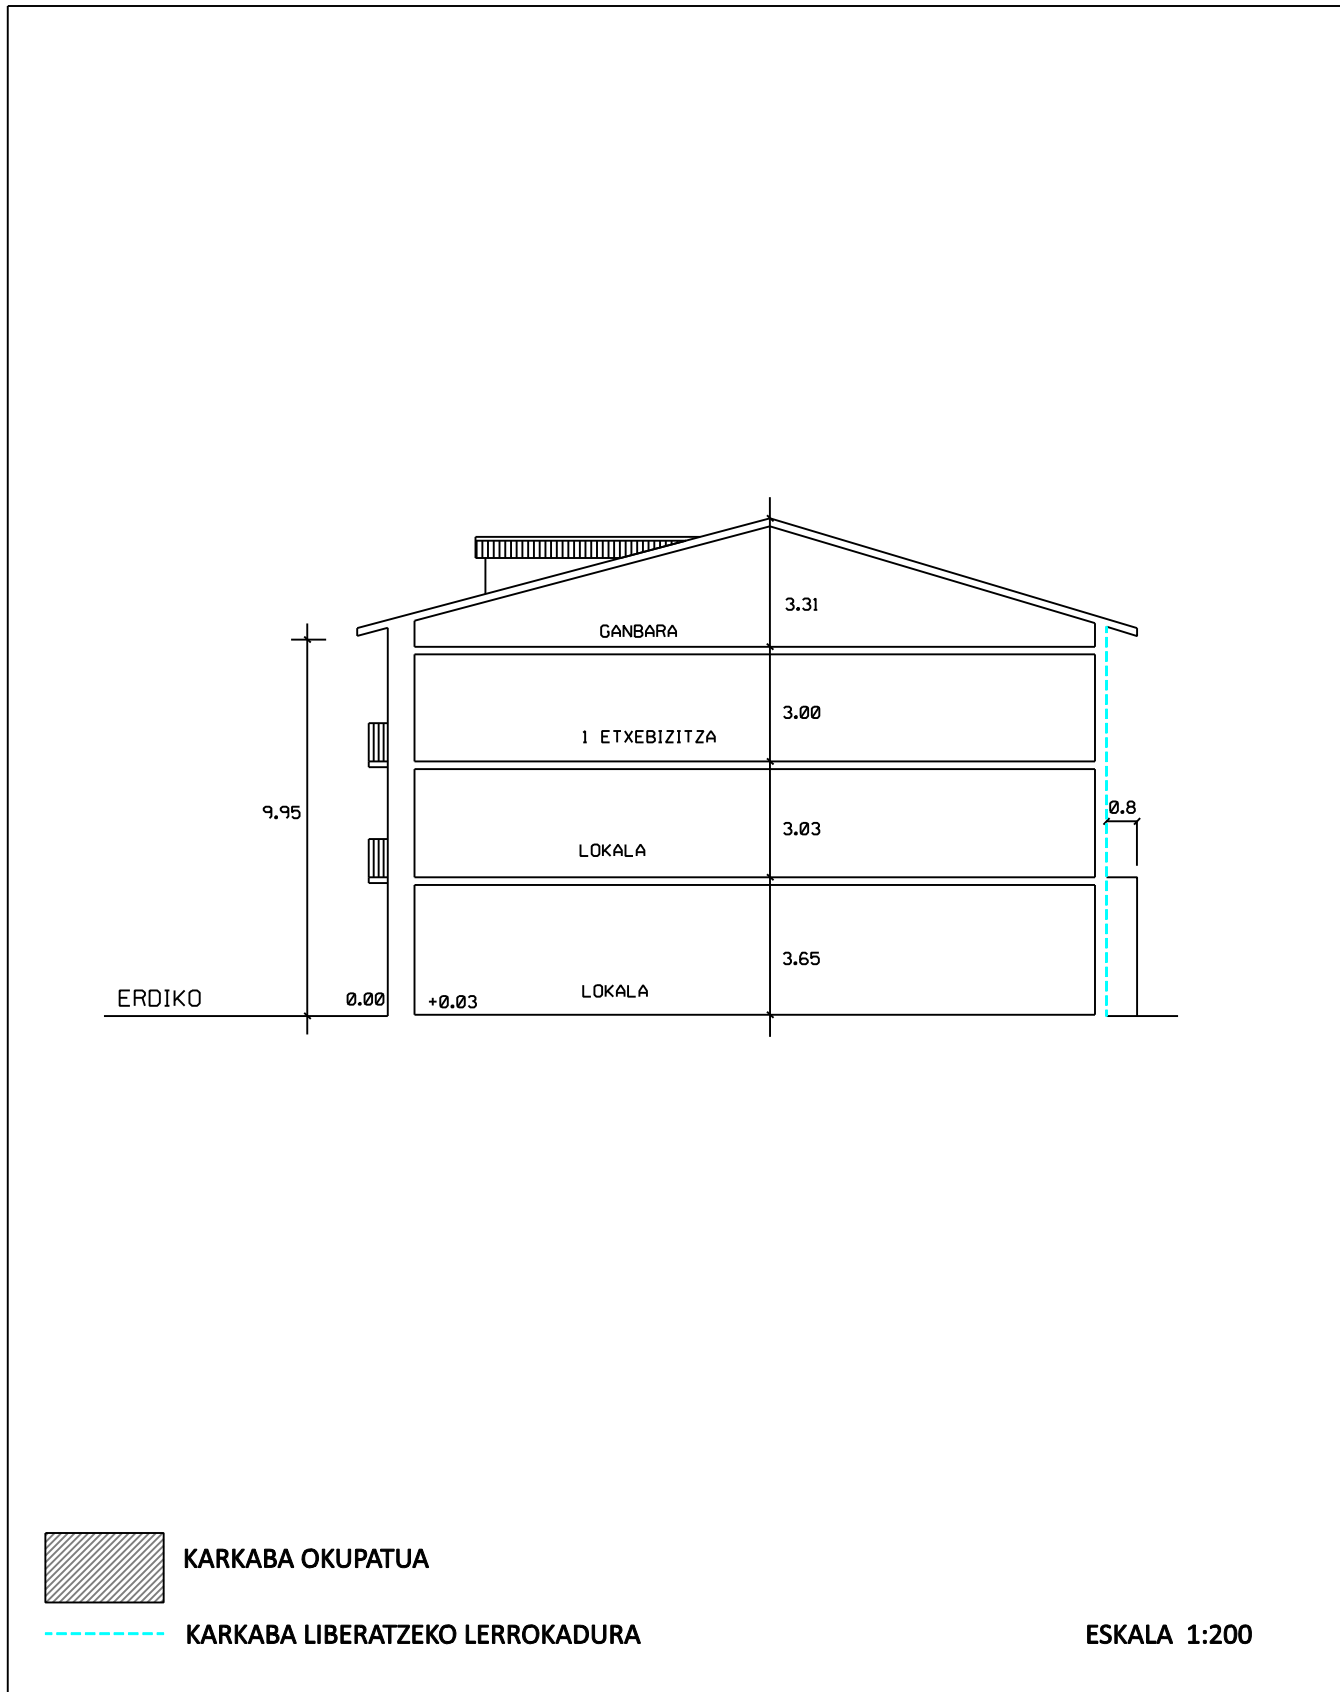 3.31
GANBARA
3.00
1 ETXEBIZITZA
0.8
9.95
3.03
LOKALA
3.65
LOKALA
ERDIKO
0.00
+0.03
KARKABA OKUPATUA
KARKABA LIBERATZEKO LERROKADURA
ESKALA 1:200